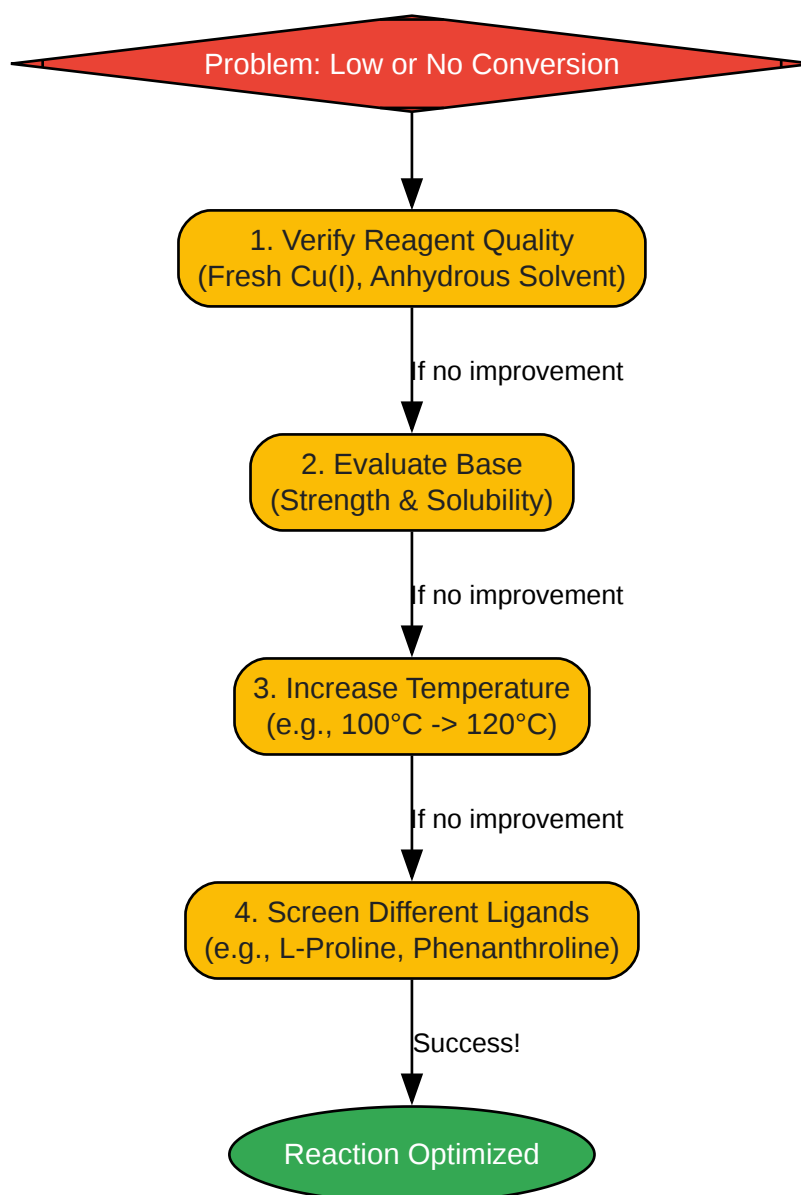 Problem: Low or No Conversion
1. Verify Reagent Quality
(Fresh Cu(I), Anhydrous Solvent)
If no improvement
2. Evaluate Base
(Strength & Solubility)
If no improvement
3. Increase Temperature
(e.g., 100°C -> 120°C)
If no improvement
4. Screen Different Ligands
(e.g., L-Proline, Phenanthroline)
Success!
Reaction Optimized